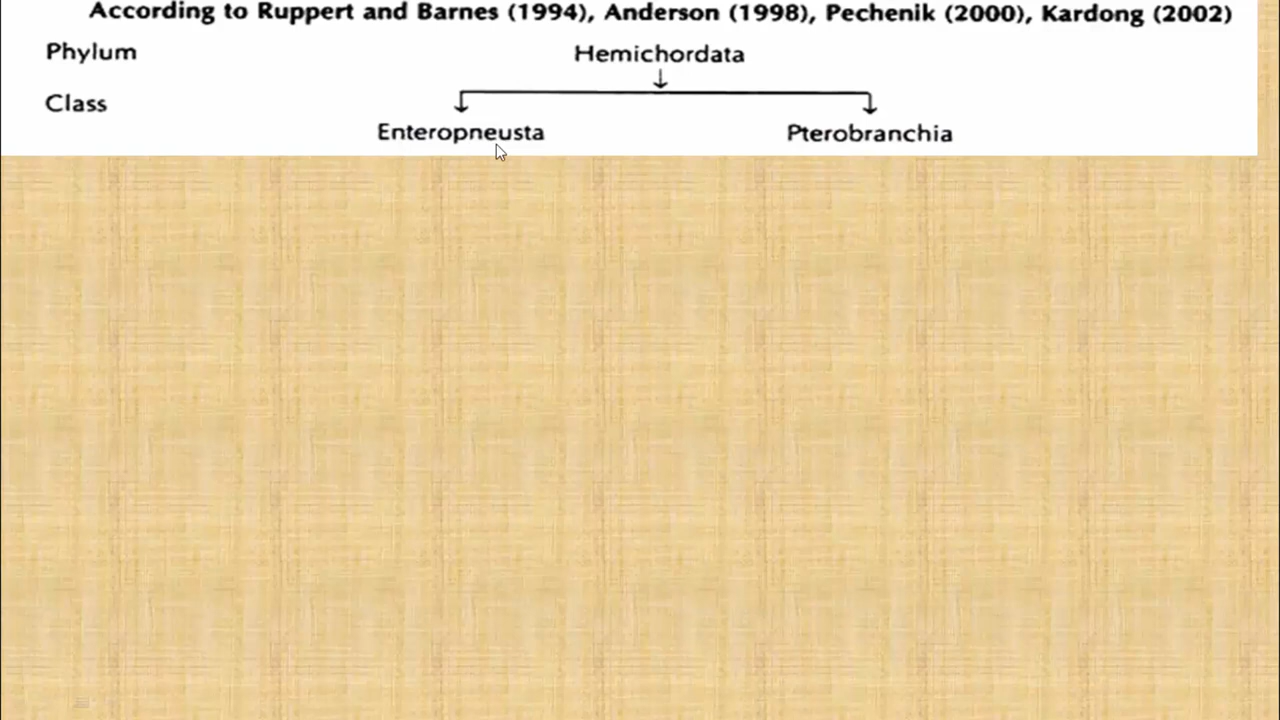 According to Ruppert and Barnes (1994), Anderson (1998), Pechenik (2000), Kardong (2002)
Phylum Hemichordata
Class
Enteropneusta Pterobranchia